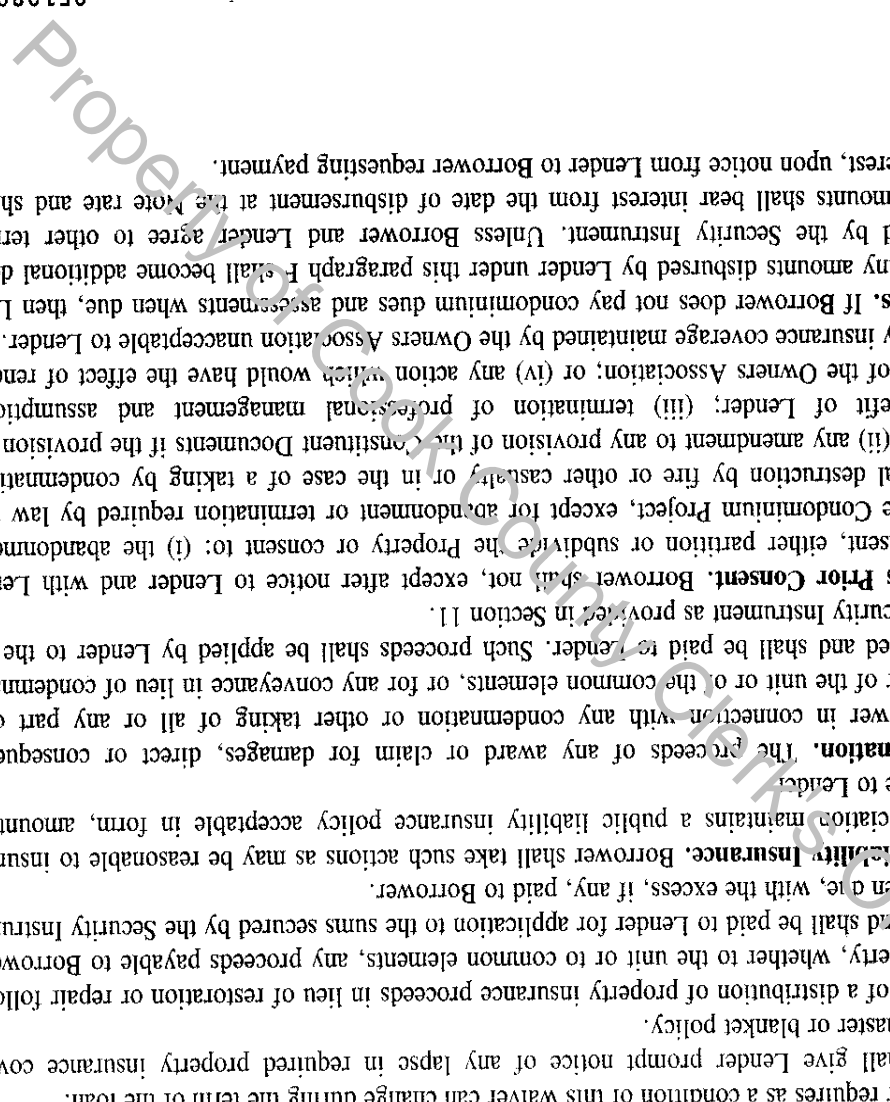 r requires as a condition of this waiver can change during the term of the loan.
hall give Lender prompt notice of any lapse in required property insurance cov
naster or blanket policy.
of a distribution of property insurance proceeds in lieu of restoration or repair follo
erty, whether to the unit or to common elements, any proceeds payable to Borrowe
nd shall be paid to Lender for application to the sums secured by the Security Instru
en due, with the excess, if any, paid to Borrower.
iability Insurance. Borrower shall take such actions as may be reasonable to insur
ciation maintains a public liability insurance policy acceptable in form, amount
e to Lender.
nation. The proceeds of any award or claim for damages, direct or conseque
wer in connection with any condemnation or other taking of all or any part o
r of the unit or of the common elements, or for any conveyance in lieu of condemna
ed and shall be paid to Lender. Such proceeds shall be applied by Lender to the
curity Instrument as provided in Section 11.
s Prior Consent. Borrower shall not, except after notice to Lender and with Len
sent, either partition or subdivide the Property or consent to: (i) the abandonme
e Condominium Project, except for abandonment or termination required by law
al destruction by fire or other casualty or in the case of a taking by condemnati
(ii) any amendment to any provision of the Constituent Documents if the provision
efit of Lender; (iii) termination of professional management and assumptio
of the Owners Association; or (iv) any action which would have the effect of rend
y insurance coverage maintained by the Owners Association unacceptable to Lender.
s. If Borrower does not pay condominium dues and assessments when due, then L
ny amounts disbursed by Lender under this paragraph F shall become additional d
d by the Security Instrument. Unless Borrower and Lender agree to other ter
mounts shall bear interest from the date of disbursement at the Note rate and sh
erest, upon notice from Lender to Borrower requesting payment.
Property of Cook County Clerk's O